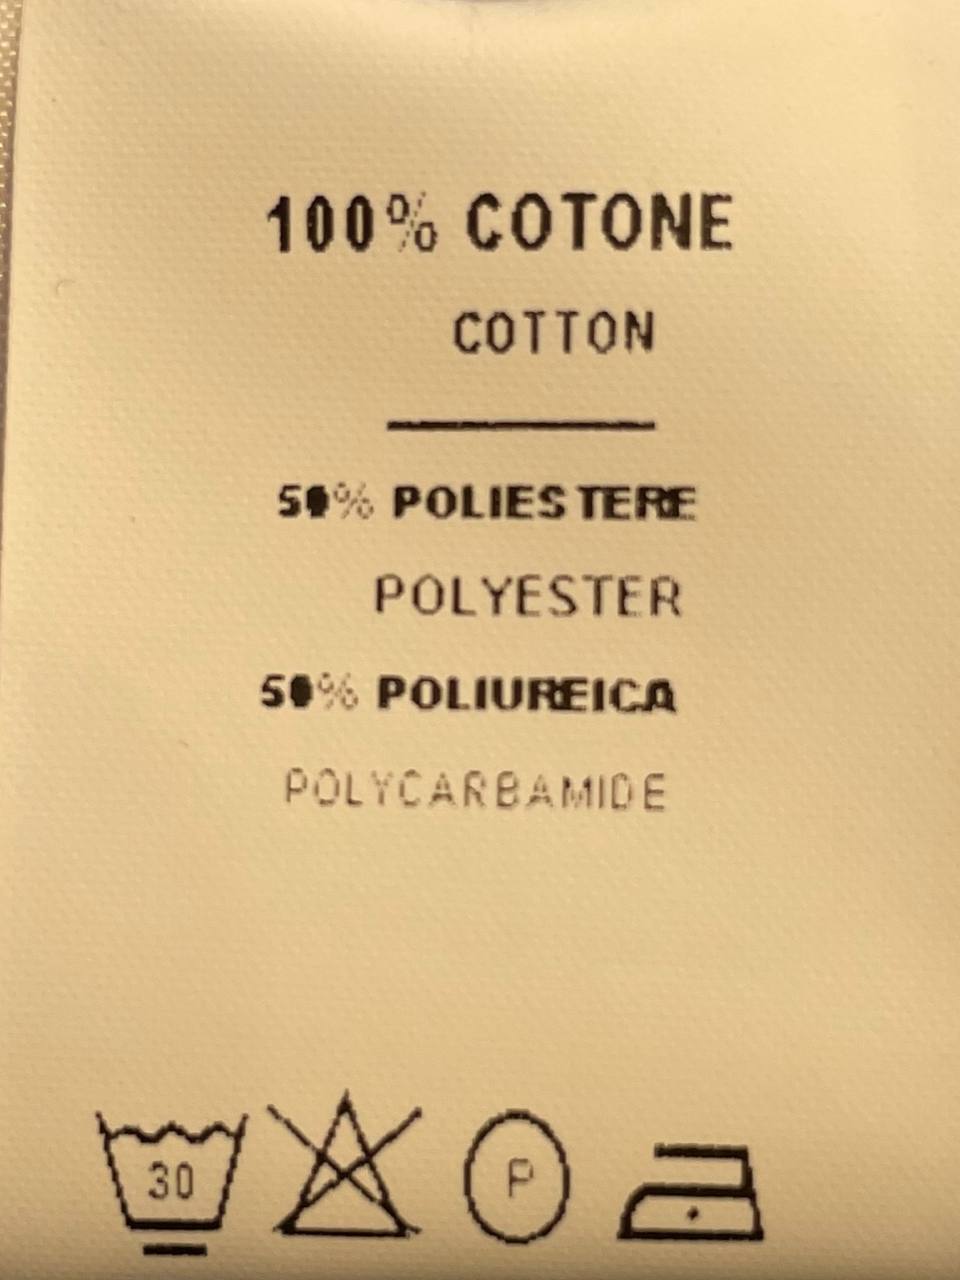 100% COTONE
COTTON
50% POLIESTERE
POLYESTER
50% POLIUREICA
POLYCARBAMIDE
30 P